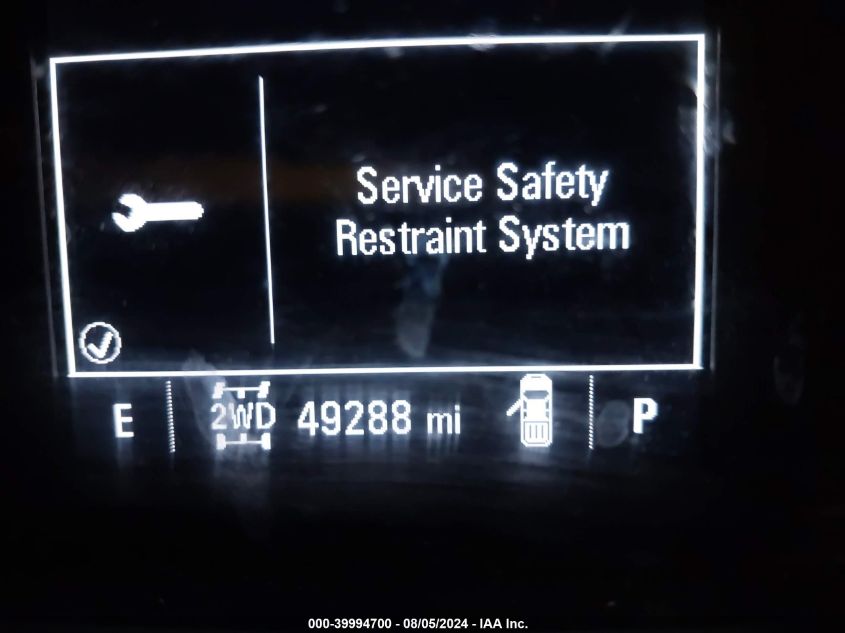 Service Safety
Restraint System
E 2WD 49288 mi P
000-39994700 - 08/05/2024 - IAA Inc.